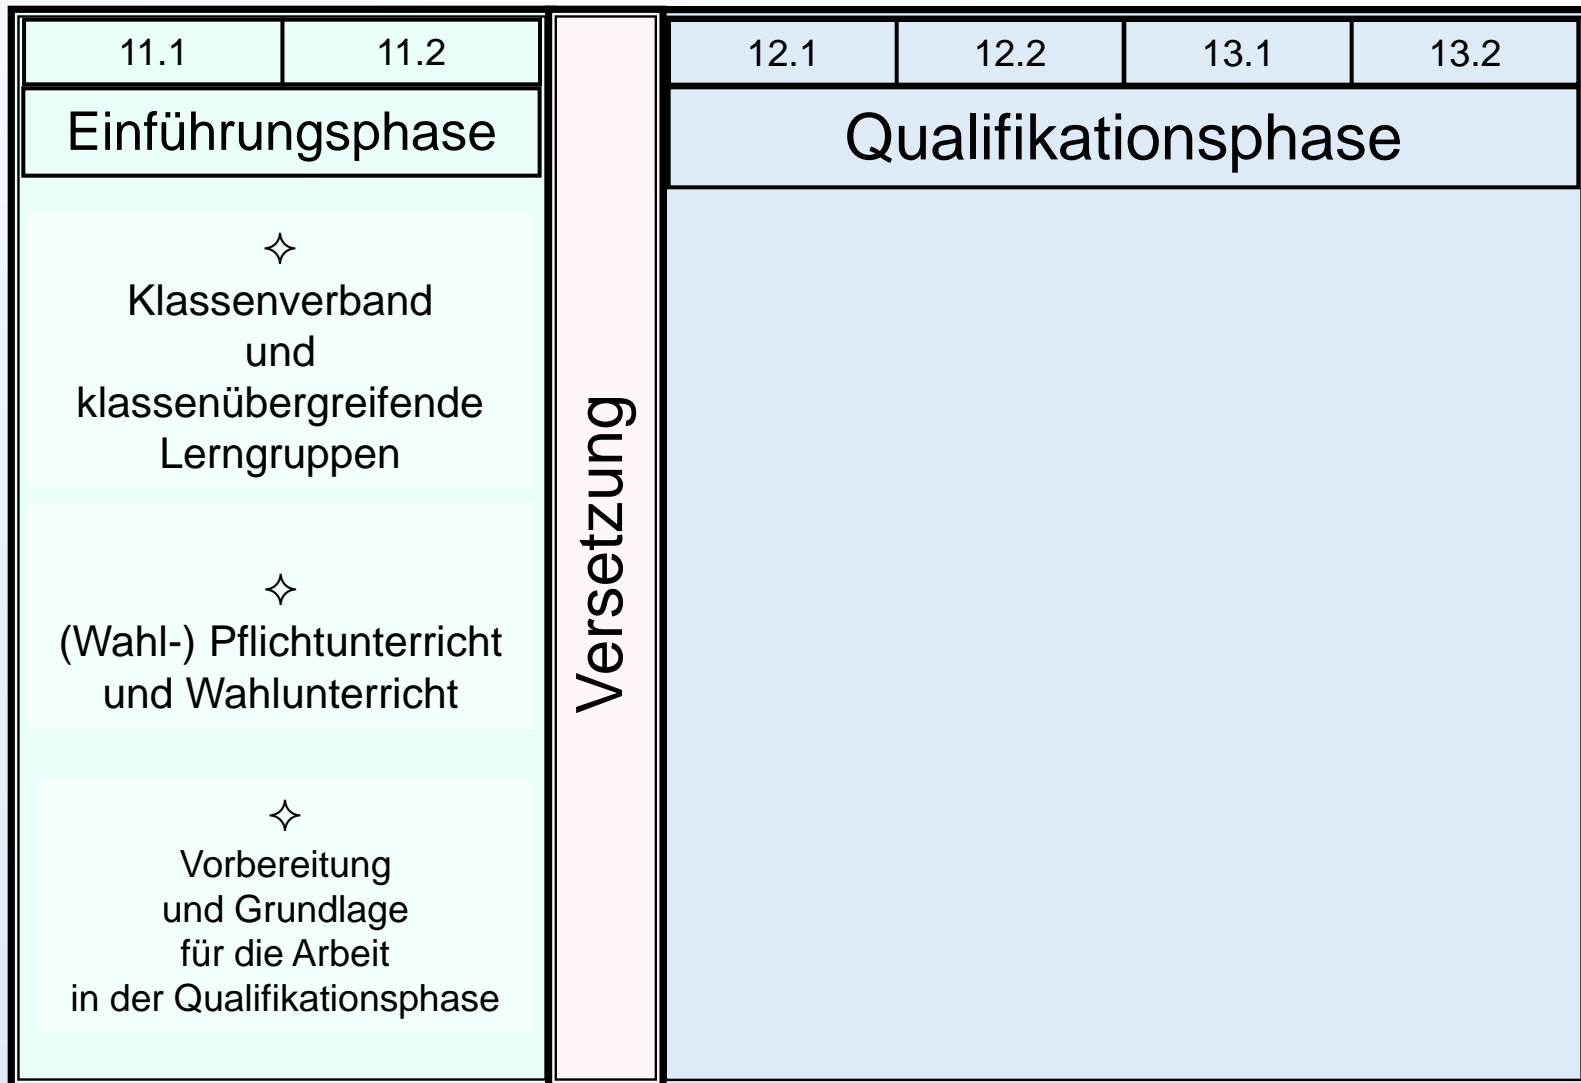 11.1 11.2
Einführungsphase
✧
Klassenverband
und
klassenübergreifende
Lerngruppen
✧
(Wahl-) Pflichtunterricht
und Wahlunterricht
✧
Vorbereitung
und Grundlage
für die Arbeit
in der Qualifikationsphase
Versetzung
12.1 12.2 13.1 13.2
Qualifikationsphase